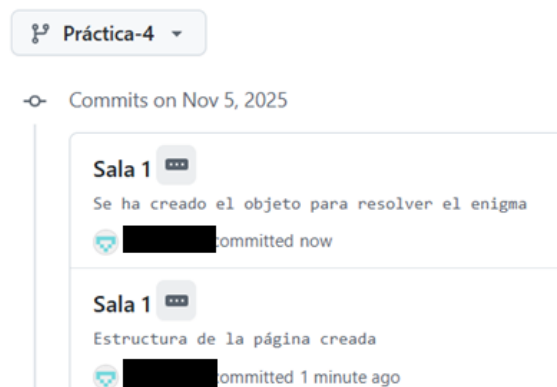 Práctica-4
Commits on Nov 5, 2025
Sala 1
Se ha creado el objeto para resolver el enigma
committed now
Sala 1
Estructura de la página creada
committed 1 minute ago